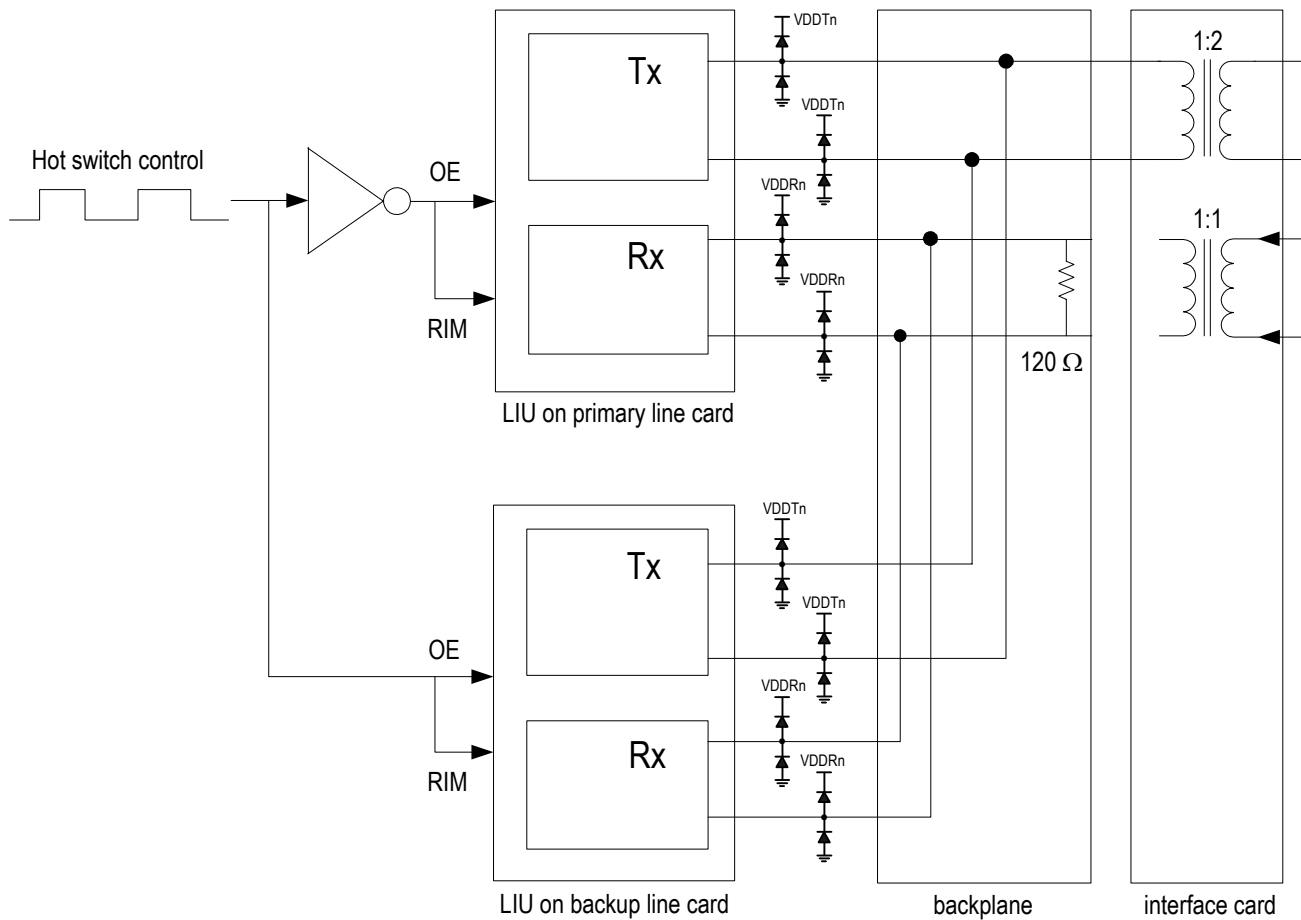 VDDTn
1:2
Tx
VDDTn
Hot switch control
OE
VDDRn
1:1
Rx
VDDRn
RIM
120 Ω
LIU on primary line card
VDDTn
Tx
VDDTn
OE
VDDRn
Rx
VDDRn
RIM
LIU on backup line card
backplane
interface card